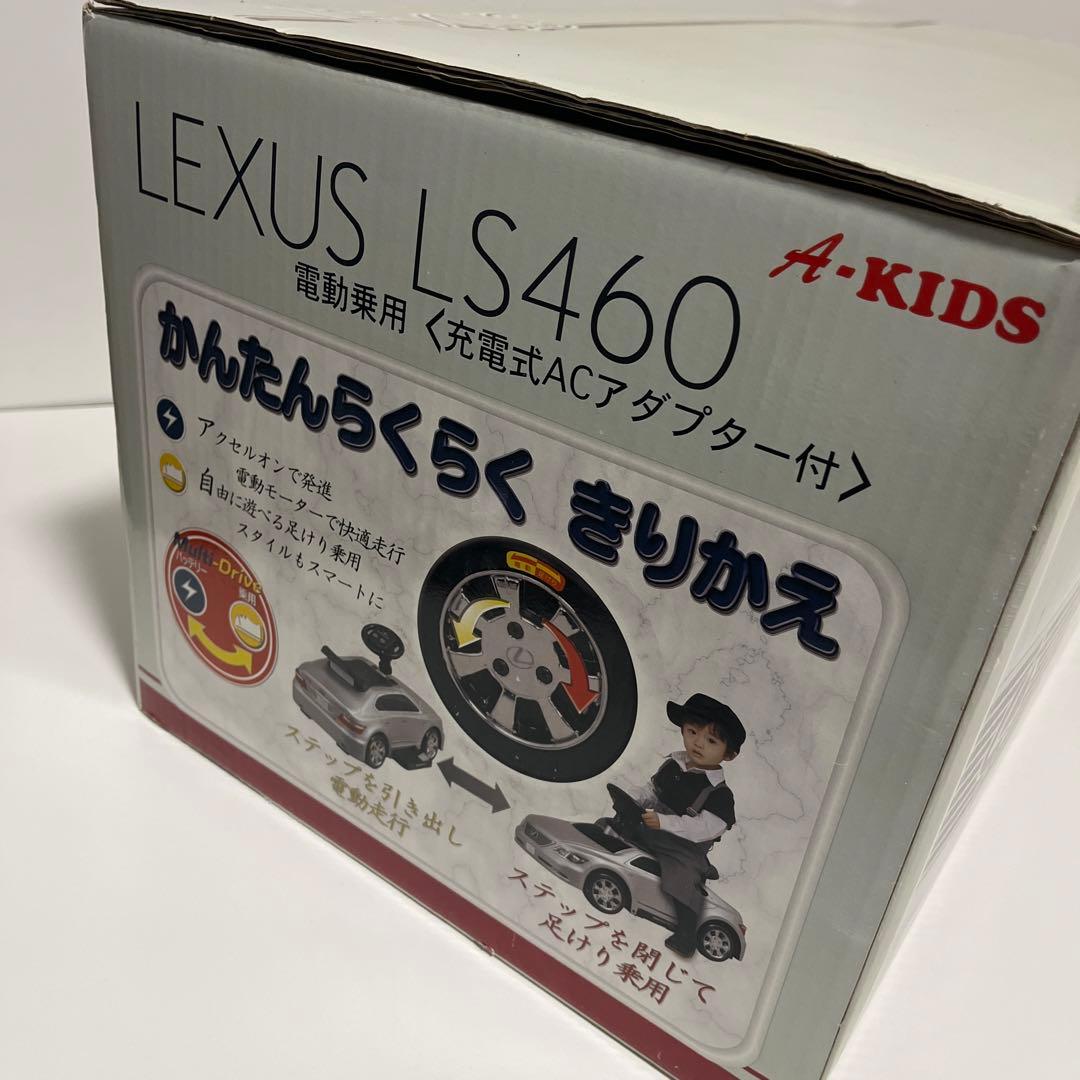 LEXUS LS460
A-KIDS
電動乗用〈充電式ACアダプター付〉
かんたんらくらく きりかえ
アクセルオンで発進
電動モーターで快適走行
自由に遊べる足けり乗用
スタイルもスマートに
Multi-Drive
バッテリー
乗用
電動 足けり
ステップを引き出し
電動走行
ステップを閉じて
足けり乗用